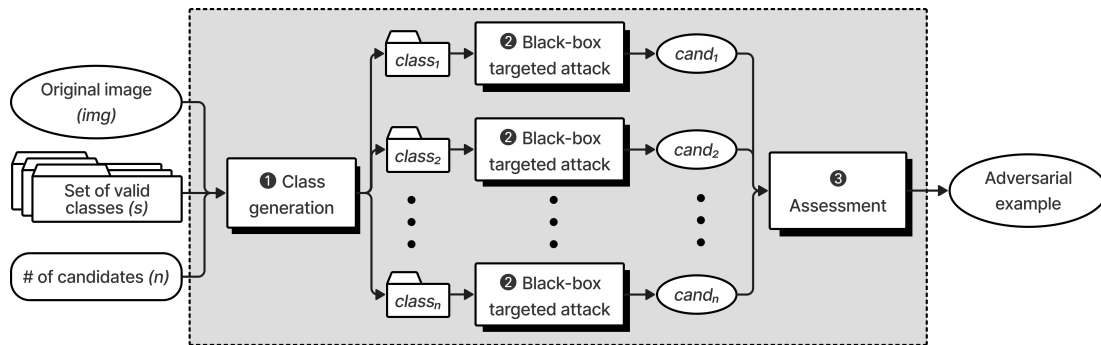 Original image
(img)
Set of valid
classes (s)
# of candidates (n)
❶ Class
generation
class₁
❷ Black-box
targeted attack
cand₁
class₂
❷ Black-box
targeted attack
cand₂
classₙ
❷ Black-box
targeted attack
candₙ
❸
Assessment
Adversarial
example